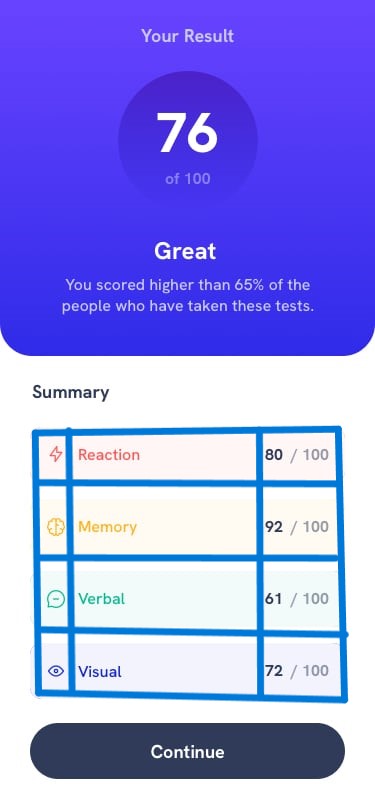 Your Result
76
of 100
Great
You scored higher than 65% of the
people who have taken these tests.
Summary
Reaction 80 / 100
Memory 92 / 100
Verbal 61 / 100
Visual 72 / 100
Continue